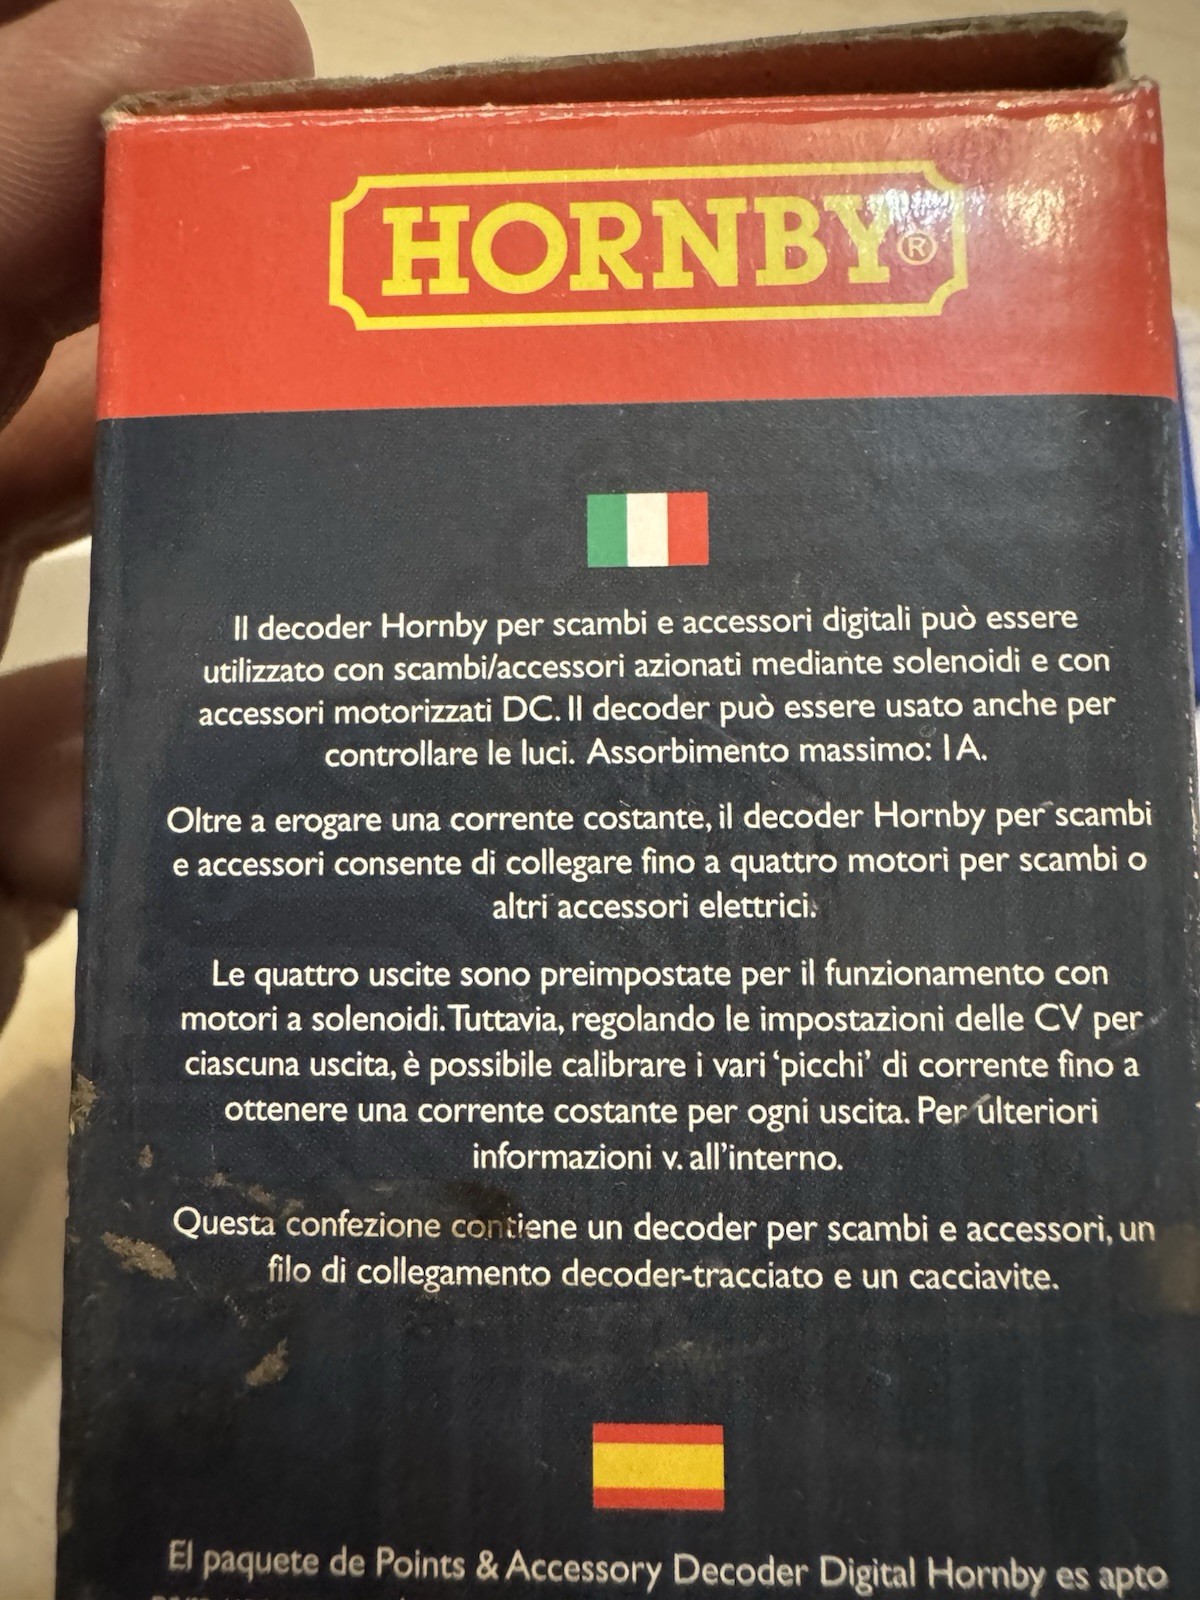 HORNBY®
Il decoder Hornby per scambi e accessori digitali può essere
utilizzato con scambi/accessori azionati mediante solenoidi e con
accessori motorizzati DC. Il decoder può essere usato anche per
controllare le luci. Assorbimento massimo: 1A.
Oltre a erogare una corrente costante, il decoder Hornby per scambi
e accessori consente di collegare fino a quattro motori per scambi o
altri accessori elettrici.
Le quattro uscite sono preimpostate per il funzionamento con
motori a solenoidi. Tuttavia, regolando le impostazioni delle CV per
ciascuna uscita, è possibile calibrare i vari ‘picchi’ di corrente fino a
ottenere una corrente costante per ogni uscita. Per ulteriori
informazioni v. all’interno.
Questa confezione contiene un decoder per scambi e accessori, un
filo di collegamento decoder-tracciato e un cacciavite.
El paquete de Points & Accessory Decoder Digital Hornby es apto